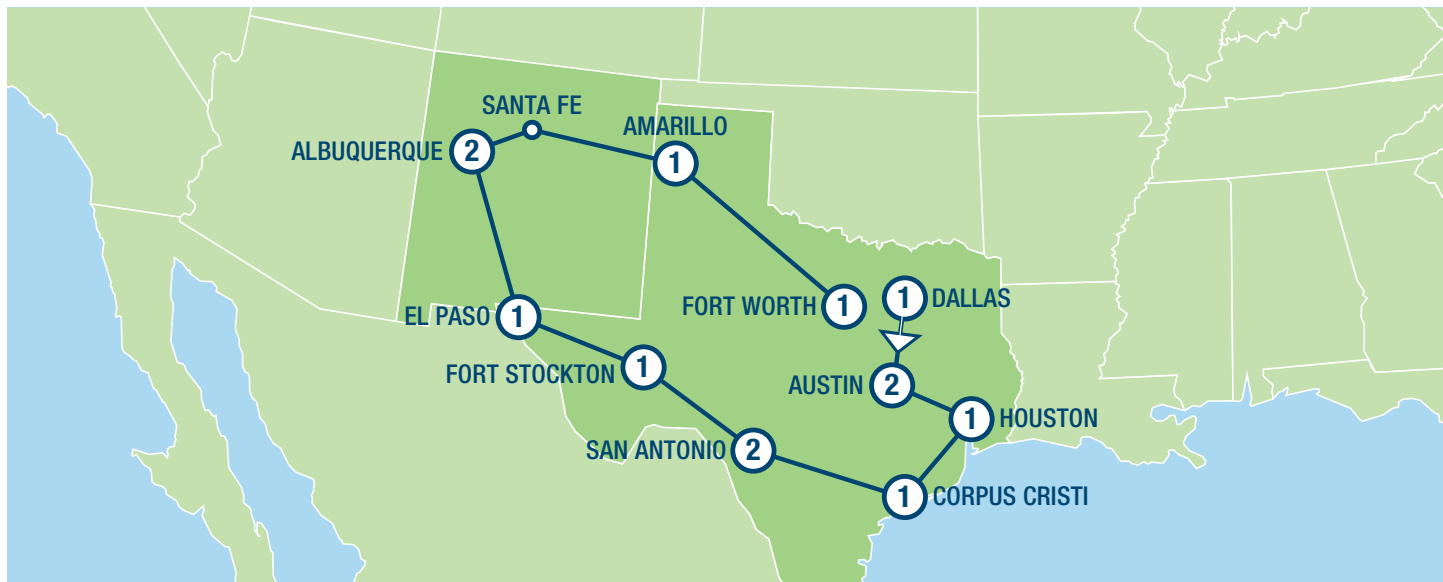 SANTA FE
AMARILLO
ALBUQUERQUE 2
1
EL PASO 1
FORT WORTH 1
1 DALLAS
FORT STOCKTON 1
AUSTIN 2
1 HOUSTON
SAN ANTONIO 2
1 CORPUS CRISTI